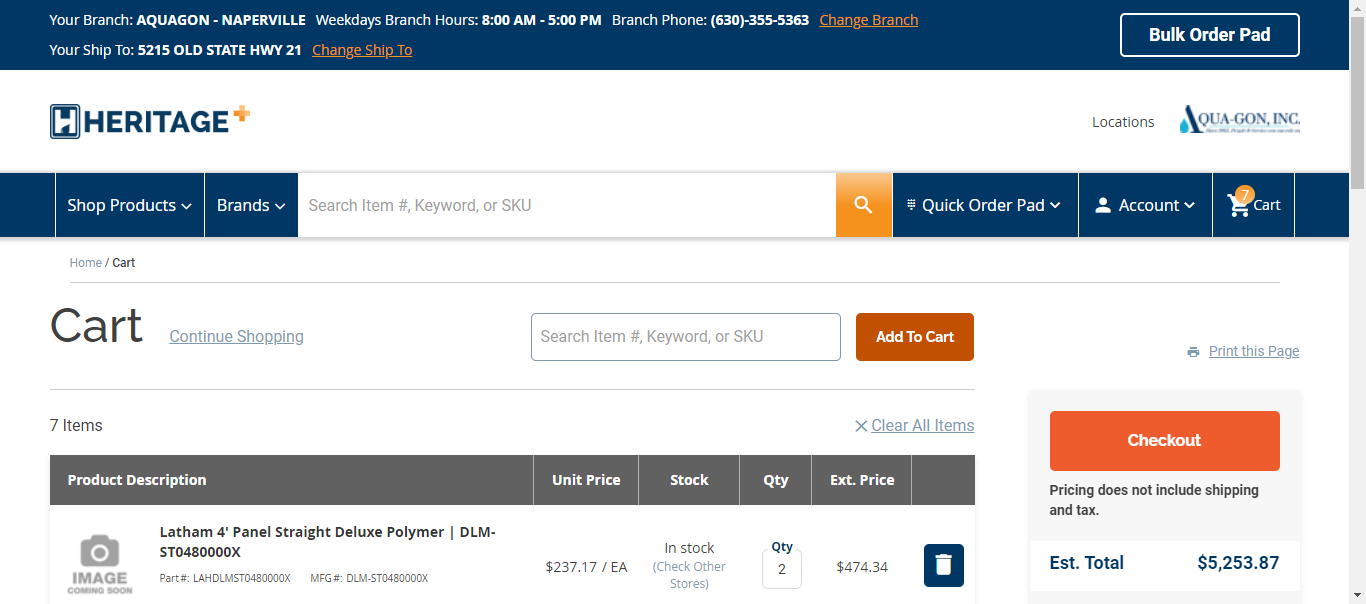 Your Branch: AQUAGON - NAPERVILLE Weekdays Branch Hours: 8:00 AM - 5:00 PM Branch Phone: (630)-355-5363 Change Branch
Your Ship To: 5215 OLD STATE HWY 21 Change Ship To
Bulk Order Pad
HERITAGE+
Locations
AQUA-GON, INC.
Shop Products
Brands
Search Item #, Keyword, or SKU
Quick Order Pad
Account
7
Cart
Home / Cart
Cart
Continue Shopping
Search Item #, Keyword, or SKU
Add To Cart
Print this Page
7 Items
Clear All Items
Checkout
Pricing does not include shipping
and tax.
Est. Total $5,253.87
Product Description Unit Price Stock Qty Ext. Price
IMAGE
COMING SOON
Latham 4' Panel Straight Deluxe Polymer | DLM-
ST0480000X
Part #: LAHDLMST0480000X MFG #: DLM-ST0480000X
$237.17 / EA
In stock
(Check Other
Stores)
Qty
2
$474.34